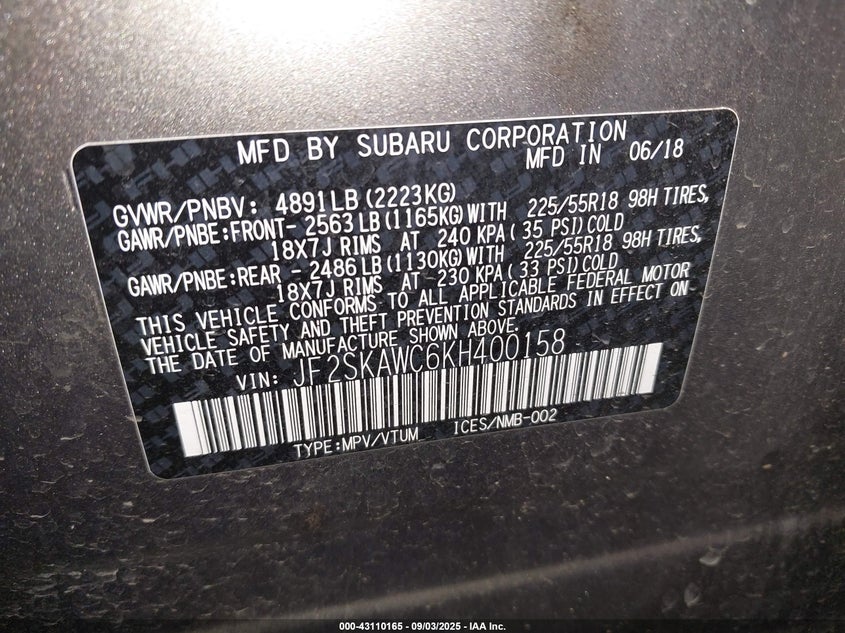 MFD BY SUBARU CORPORATION
MFD IN 06/18
GVWR/PNBV: 4891LB(2223KG)
GAWR/PNBE:FRONT- 2563LB(1165KG)WITH 225/55R18 98H TIRES,
18X7J RIMS AT 240 KPA( 35 PSI)COLD
GAWR/PNBE:REAR - 2486LB(1130KG)WITH 225/55R18 98H TIRES,
18X7J RIMS AT 230 KPA( 33 PSI)COLD
THIS VEHICLE CONFORMS TO ALL APPLICABLE FEDERAL MOTOR
VEHICLE SAFETY AND THEFT PREVENTION STANDARDS IN EFFECT ON
THE DATE OF MANUFACTURE SHOWN ABOVE.
VIN: JF2SKAWC6KH400158
TYPE:MPV/VTUM ICES/NMB-002
000-43110165 - 09/03/2025 - IAA Inc.